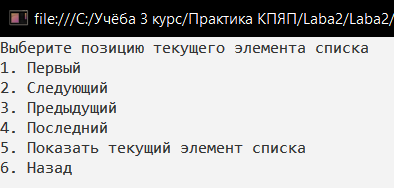 file:///C:/Учёба 3 курс/Практика КПЯП/Laba2/Laba2/
Выберите позицию текущего элемента списка
1. Первый
2. Следующий
3. Предыдущий
4. Последний
5. Показать текущий элемент списка
6. Назад